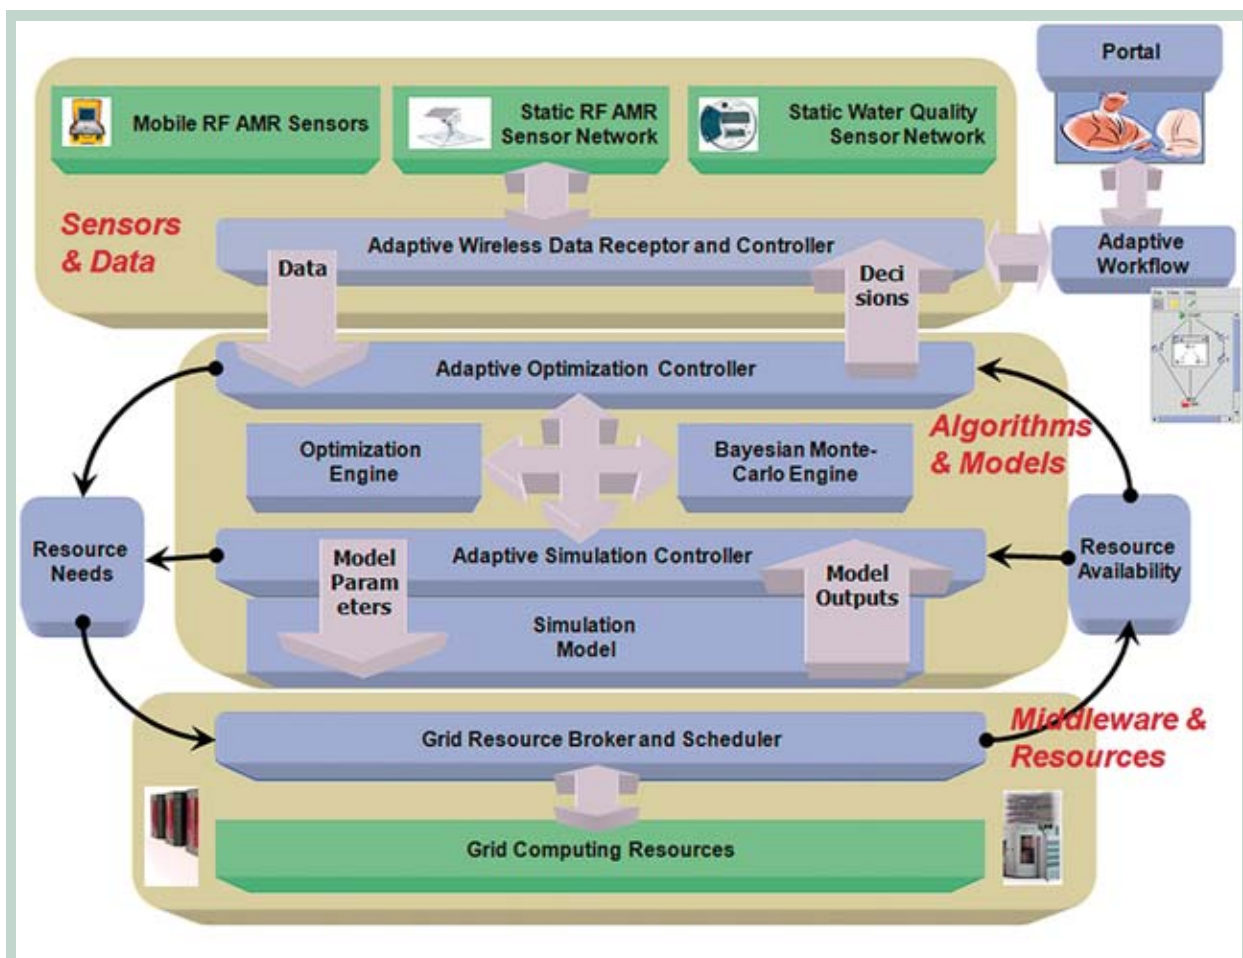 Portal
Mobile RF AMR Sensors
Static RF AMR
Sensor Network
Static Water Quality
Sensor Network
Sensors
& Data
Adaptive Wireless Data Receptor and Controller
Adaptive
Workflow
Data
Deci
sions
Adaptive Optimization Controller
Algorithms
& Models
Optimization
Engine
Bayesian Monte-
Carlo Engine
Resource
Needs
Adaptive Simulation Controller
Resource
Availability
Model
Param
eters
Model
Outputs
Simulation
Model
Middleware &
Resources
Grid Resource Broker and Scheduler
Grid Computing Resources